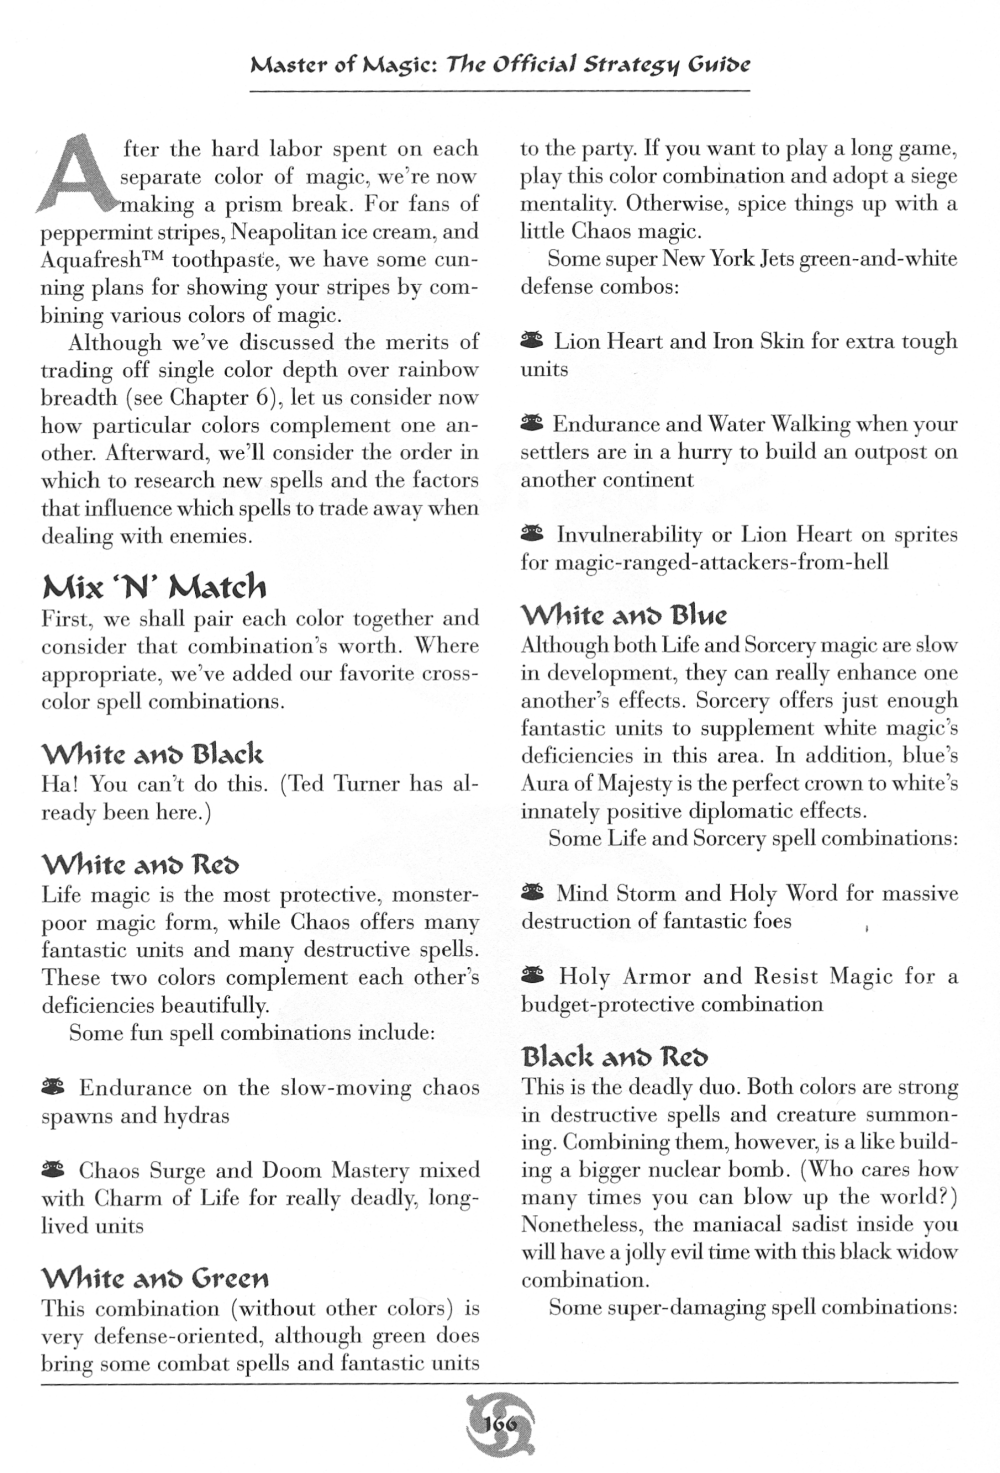 Master of Magic: The Official Strategy Guide
After the hard labor spent on each
separate color of magic, we're now
making a prism break. For fans of
peppermint stripes, Neapolitan ice cream, and
Aquafresh™ toothpaste, we have some cun-
ning plans for showing your stripes by com-
bining various colors of magic.
Although we've discussed the merits of
trading off single color depth over rainbow
breadth (see Chapter 6), let us consider now
how particular colors complement one an-
other. Afterward, we'll consider the order in
which to research new spells and the factors
that influence which spells to trade away when
dealing with enemies.
Mix 'N' Match
First, we shall pair each color together and
consider that combination's worth. Where
appropriate, we've added our favorite cross-
color spell combinations.
White and Black
Ha! You can't do this. (Ted Turner has al-
ready been here.)
White and Red
Life magic is the most protective, monster-
poor magic form, while Chaos offers many
fantastic units and many destructive spells.
These two colors complement each other's
deficiencies beautifully.
Some fun spell combinations include:
Endurance on the slow-moving chaos
spawns and hydras
Chaos Surge and Doom Mastery mixed
with Charm of Life for really deadly, long-
lived units
White and Green
This combination (without other colors) is
very defense-oriented, although green does
bring some combat spells and fantastic units
to the party. If you want to play a long game,
play this color combination and adopt a siege
mentality. Otherwise, spice things up with a
little Chaos magic.
Some super New York Jets green-and-white
defense combos:
Lion Heart and Iron Skin for extra tough
units
Endurance and Water Walking when your
settlers are in a hurry to build an outpost on
another continent
Invulnerability or Lion Heart on sprites
for magic-ranged-attackers-from-hell
White and Blue
Although both Life and Sorcery magic are slow
in development, they can really enhance one
another's effects. Sorcery offers just enough
fantastic units to supplement white magic's
deficiencies in this area. In addition, blue's
Aura of Majesty is the perfect crown to white's
innately positive diplomatic effects.
Some Life and Sorcery spell combinations:
Mind Storm and Holy Word for massive
destruction of fantastic foes
Holy Armor and Resist Magic for a
budget-protective combination
Black and Red
This is the deadly duo. Both colors are strong
in destructive spells and creature summon-
ing. Combining them, however, is a like build-
ing a bigger nuclear bomb. (Who cares how
many times you can blow up the world?)
Nonetheless, the maniacal sadist inside you
will have a jolly evil time with this black widow
combination.
Some super-damaging spell combinations:
166